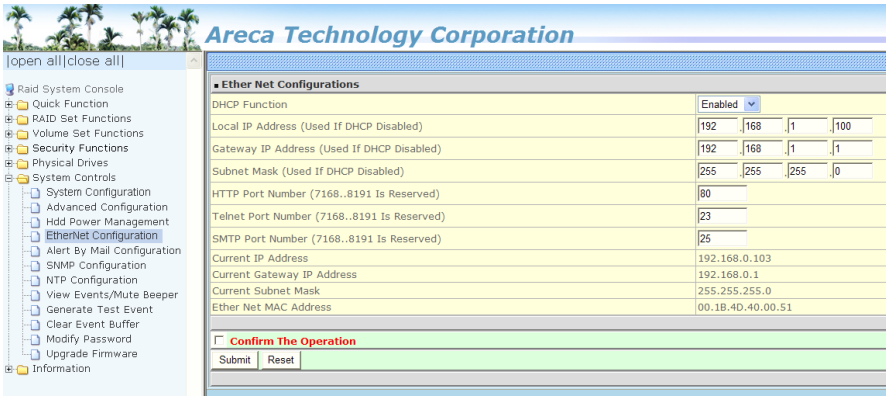 Areca Technology Corporation
|open all|close all|
Raid System Console
Quick Function
RAID Set Functions
Volume Set Functions
Security Functions
Physical Drives
System Controls
System Configuration
Advanced Configuration
Hdd Power Management
EtherNet Configuration
Alert By Mail Configuration
SNMP Configuration
NTP Configuration
View Events/Mute Beeper
Generate Test Event
Clear Event Buffer
Modify Password
Upgrade Firmware
Information
Ether Net Configurations
DHCP Function Enabled
Local IP Address (Used If DHCP Disabled) 192 .168 .1 .100
Gateway IP Address (Used If DHCP Disabled) 192 .168 .1 .1
Subnet Mask (Used If DHCP Disabled) 255 .255 .255 .0
HTTP Port Number (7168..8191 Is Reserved) 80
Telnet Port Number (7168..8191 Is Reserved) 23
SMTP Port Number (7168..8191 Is Reserved) 25
Current IP Address 192.168.0.103
Current Gateway IP Address 192.168.0.1
Current Subnet Mask 255.255.255.0
Ether Net MAC Address 00.1B.4D.40.00.51
Confirm The Operation
Submit Reset